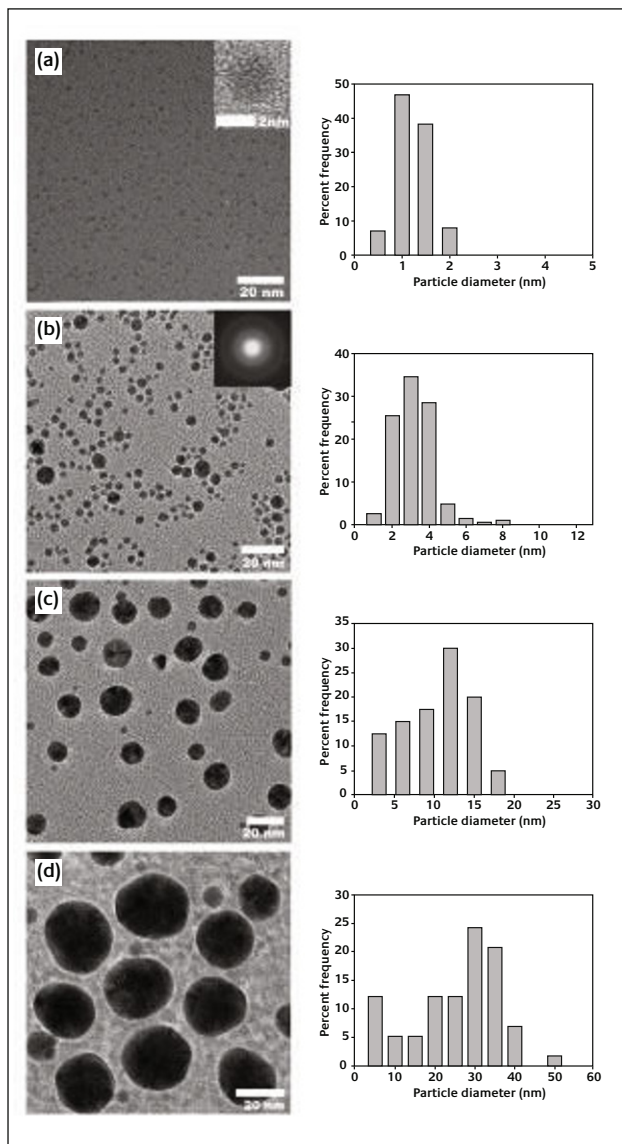 (a)
2nm
20 nm
Percent frequency
50
40
30
20
10
0
0 1 2 3 4 5
Particle diameter (nm)
(b)
20 nm
Percent frequency
40
30
20
10
0
0 2 4 6 8 10 12
Particle diameter (nm)
(c)
20 nm
Percent frequency
35
30
25
20
15
10
5
0
0 5 10 15 20 25 30
Particle diameter (nm)
(d)
20 nm
Percent frequency
30
25
20
15
10
5
0
0 10 20 30 40 50 60
Particle diameter (nm)